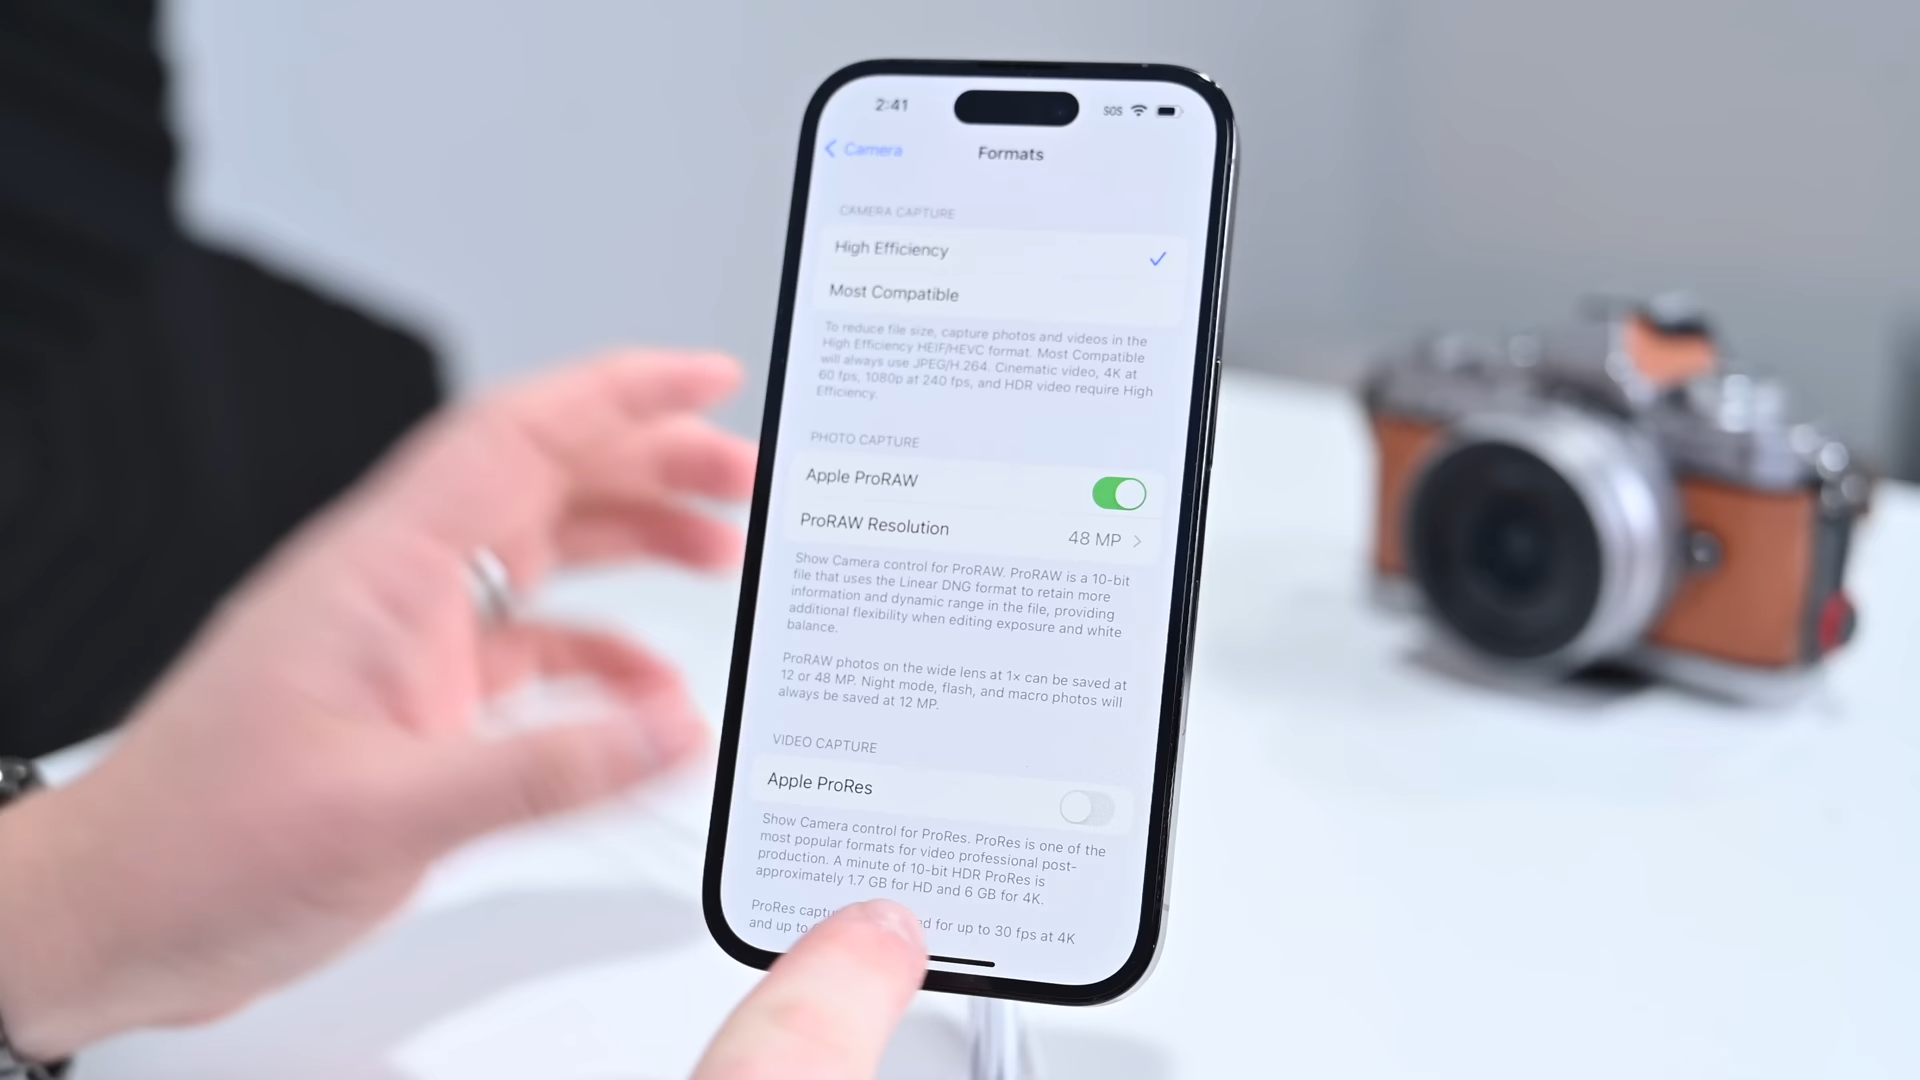 2:41
SOS
Camera
Formats
CAMERA CAPTURE
High Efficiency
Most Compatible
To reduce file size, capture photos and videos in the
High Efficiency HEIF/HEVC format. Most Compatible
will always use JPEG/H.264. Cinematic video, 4K at
60 fps, 1080p at 240 fps, and HDR video require High
Efficiency.
PHOTO CAPTURE
Apple ProRAW
ProRAW Resolution 48 MP
Show Camera control for ProRAW. ProRAW is a 10-bit
file that uses the Linear DNG format to retain more
information and dynamic range in the file, providing
additional flexibility when editing exposure and white
balance.
ProRAW photos on the wide lens at 1x can be saved at
12 or 48 MP. Night mode, flash, and macro photos will
always be saved at 12 MP.
VIDEO CAPTURE
Apple ProRes
Show Camera control for ProRes. ProRes is one of the
most popular formats for video professional post-
production. A minute of 10-bit HDR ProRes is
approximately 1.7 GB for HD and 6 GB for 4K.
ProRes for up to 30 fps at 4K
and up to